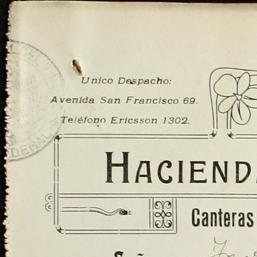 Unico Despacho:
Avenida San Francisco 69.
Teléfono Ericsson 1302.
HACIENDA
Canteras